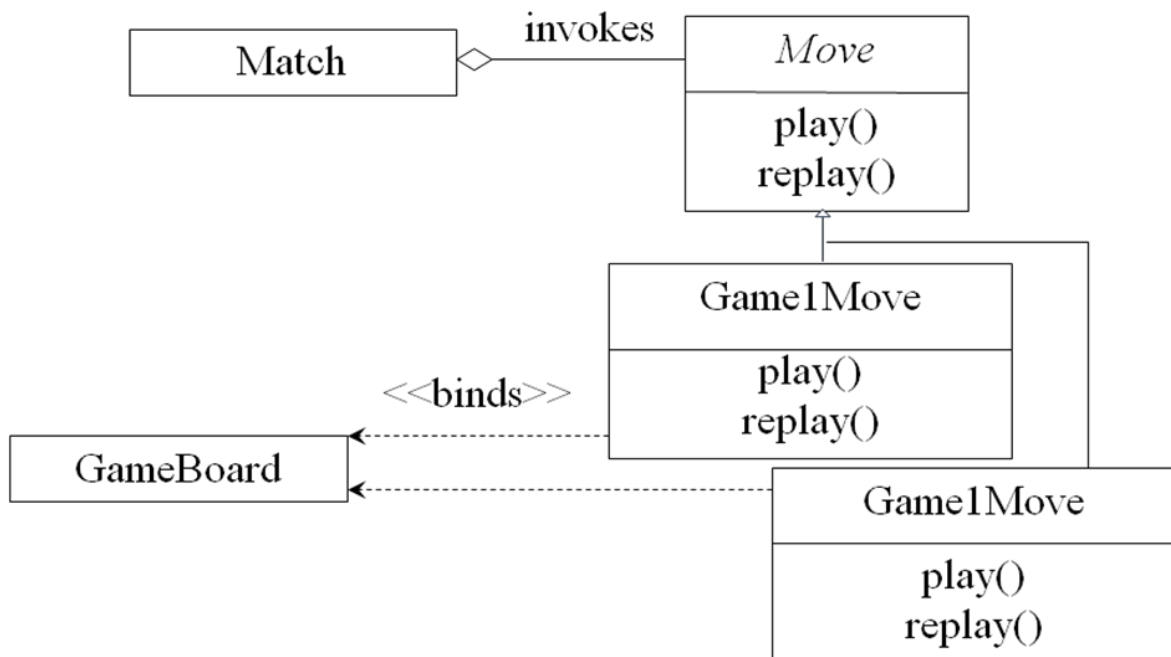 invokes
Match
Move
play()
replay()
Game1Move
play()
replay()
<<binds>>
GameBoard
Game1Move
play()
replay()